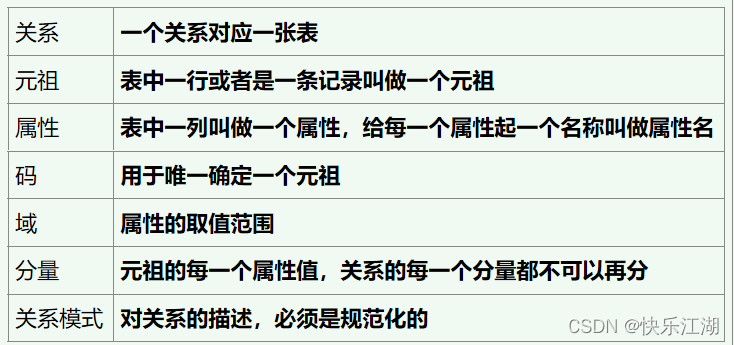 关系 一个关系对应一张表
元祖 表中一行或者是一条记录叫做一个元祖
属性 表中一列叫做一个属性，给每一个属性起一个名称叫做属性名
码 用于唯一确定一个元祖
域 属性的取值范围
分量 元祖的每一个属性值，关系的每一个分量都不可以再分
关系模式 对关系的描述，必须是规范化的
CSDN @快乐江湖